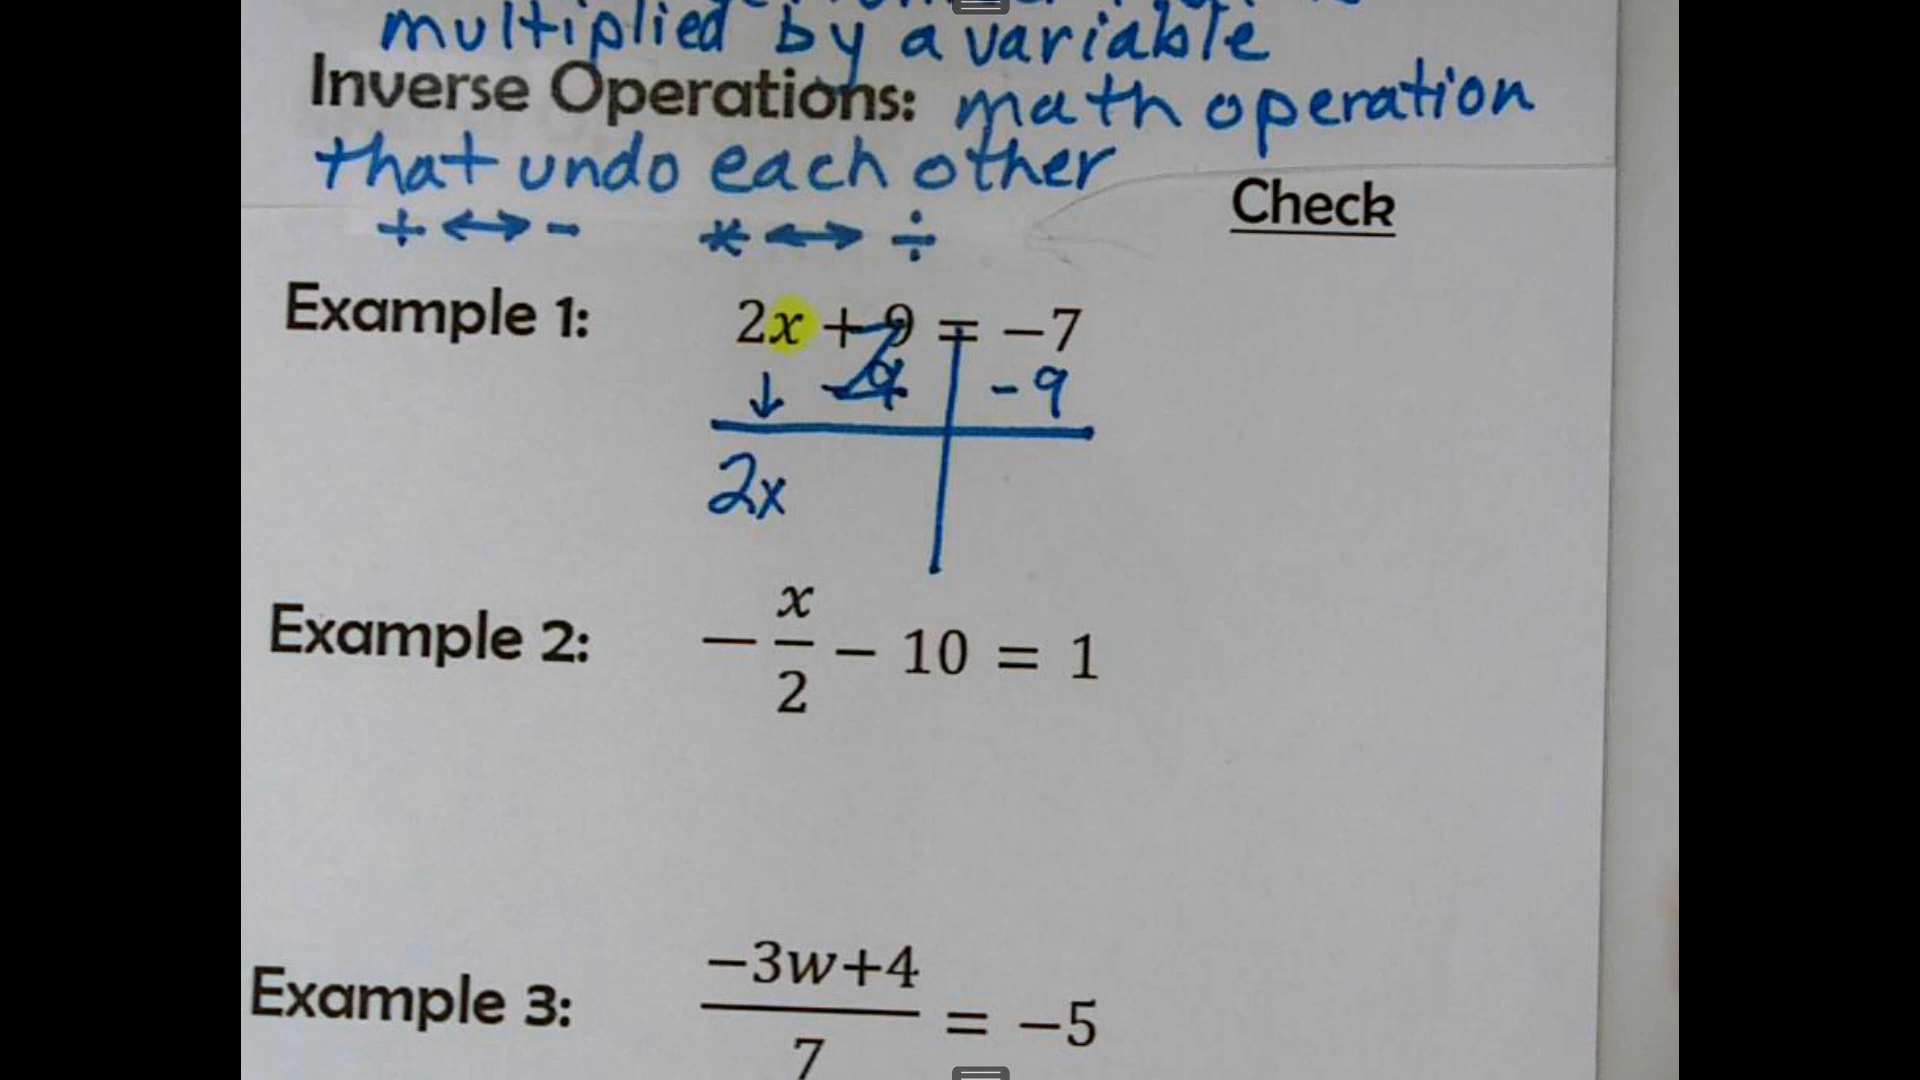 multiplied by a variable
Inverse Operations: math operation
that undo each other
Check
+ ↔ - * ↔ ÷
Example 1: 2x + 9 = −7
↓ - 9 - 9
2x
Example 2: − x/2 − 10 = 1
Example 3: −3w+4 / 7 = −5